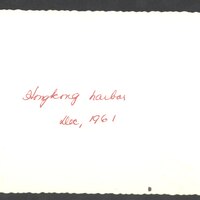 Hongkong harbor
Dec, 1961